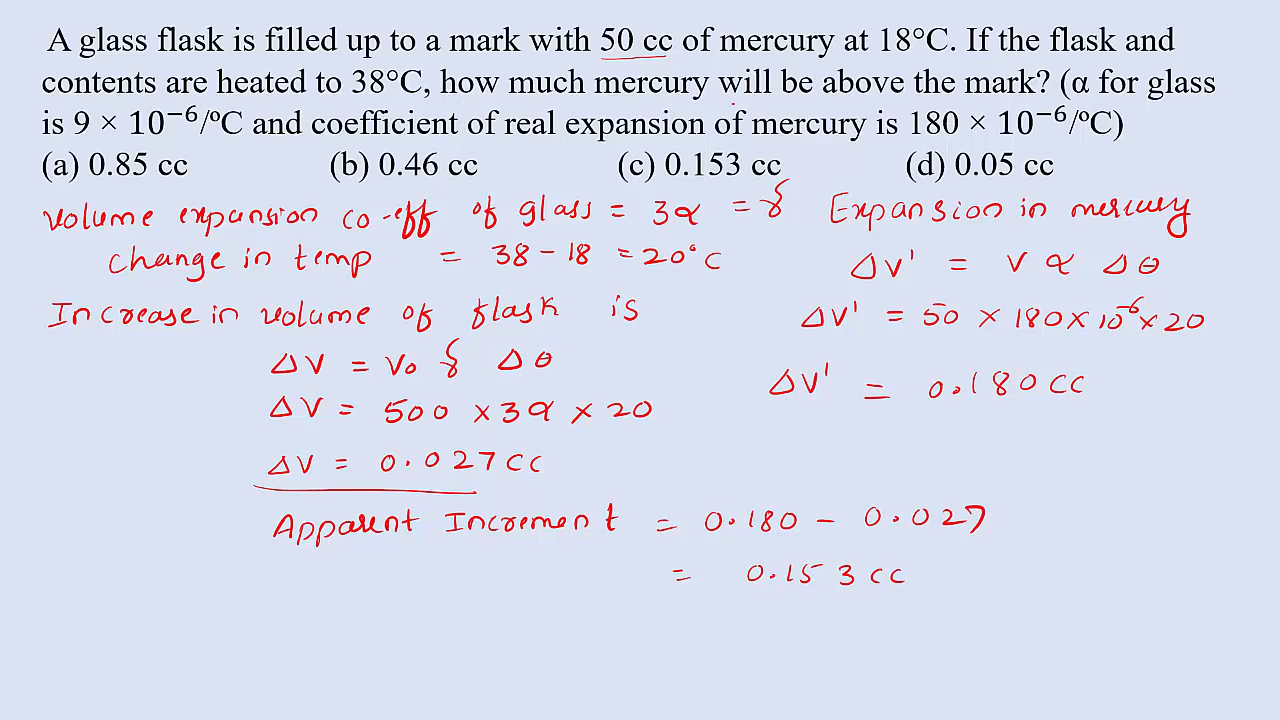 A glass flask is filled up to a mark with 50 cc of mercury at 18°C. If the flask and
contents are heated to 38°C, how much mercury will be above the mark? (α for glass
is 9 × 10⁻⁶/ºC and coefficient of real expansion of mercury is 180 × 10⁻⁶/ºC)
(a) 0.85 cc (b) 0.46 cc (c) 0.153 cc (d) 0.05 cc
Volume expansion co-eff of glass = 3α = γ
change in temp = 38 - 18 = 20°C
Increase in volume of flask is
ΔV = V₀ γ Δθ
ΔV = 500 × 3α × 20
ΔV = 0.027 CC
Expansion in mercury
ΔV' = V α Δθ
ΔV' = 50 × 180 × 10⁻⁶ × 20
ΔV' = 0.180 CC
Apparent Increment = 0.180 - 0.027
= 0.153 CC